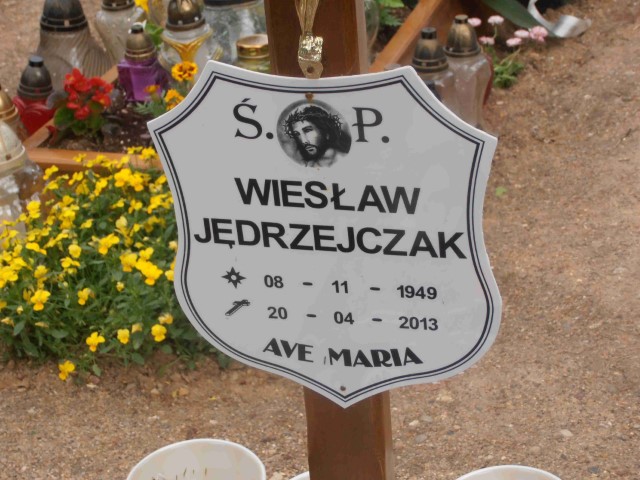 Ś. P.
WIESŁAW
JĘDRZEJCZAK
08 - 11 - 1949
20 - 04 - 2013
AVE MARIA